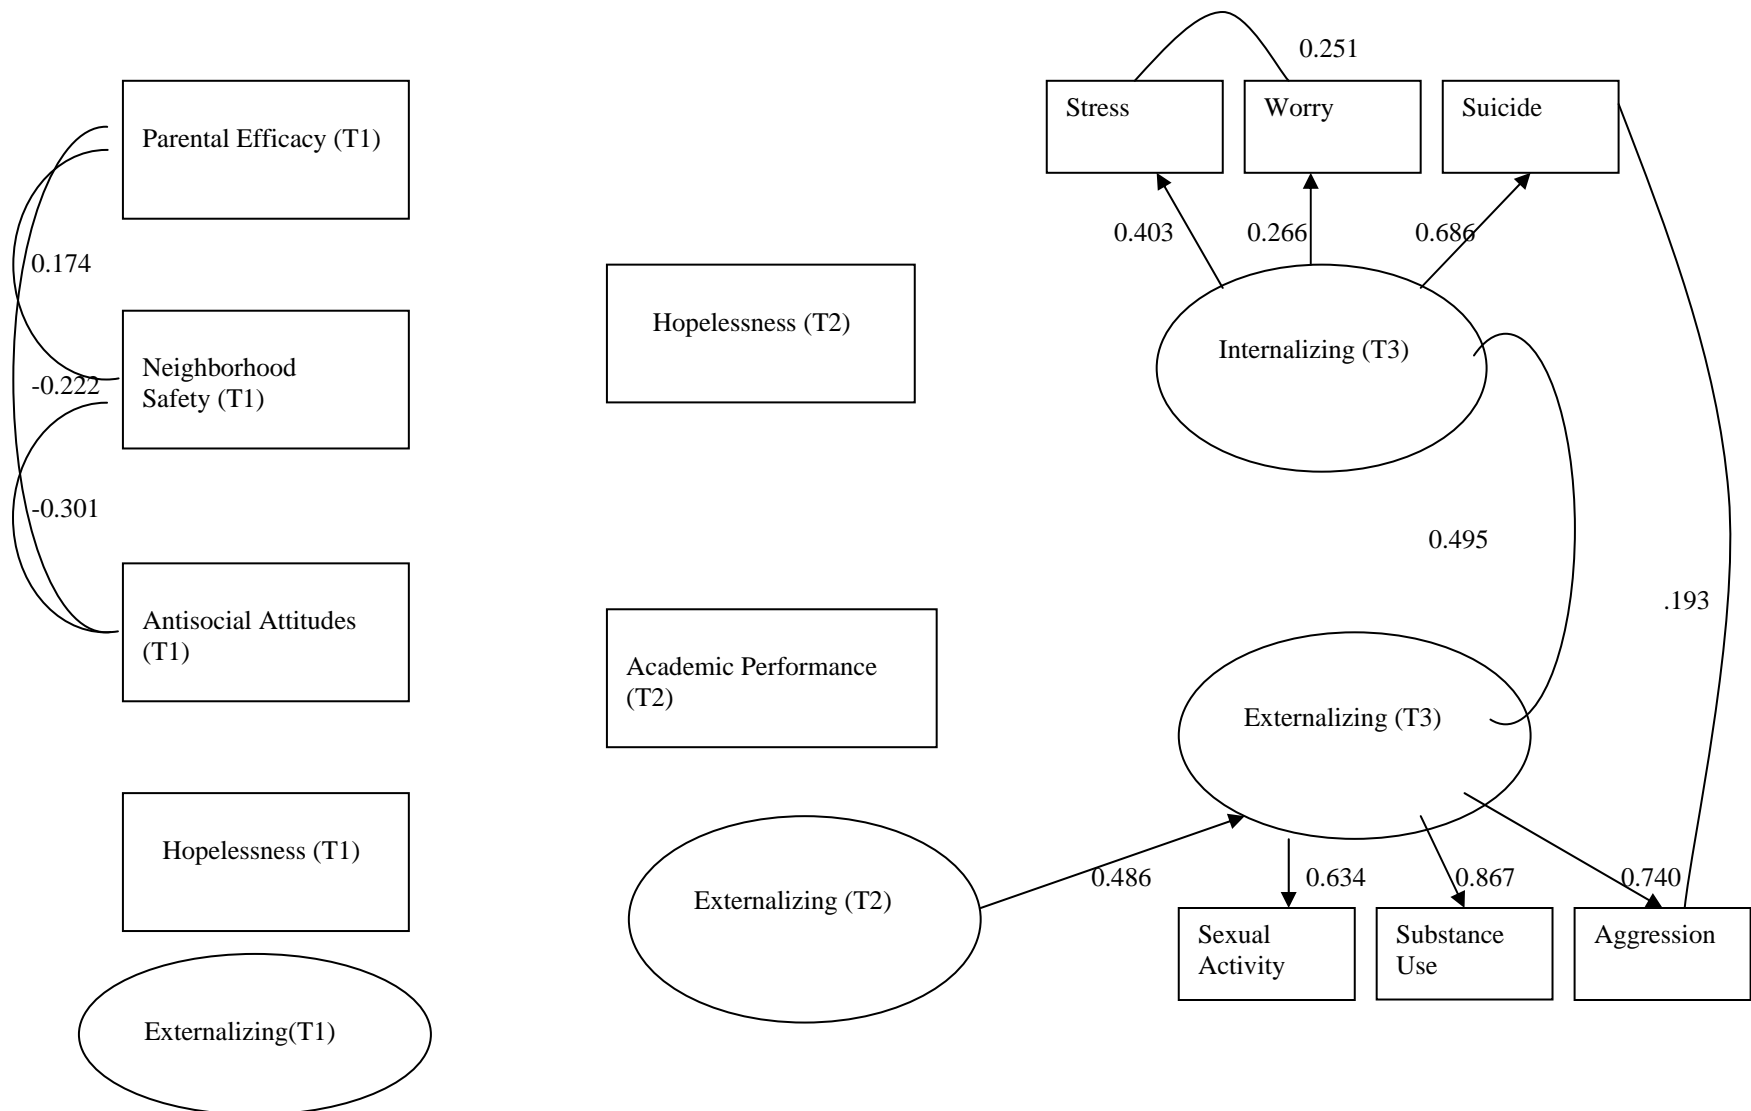 0.251
Stress
Worry
Suicide
Parental Efficacy (T1)
0.403
0.266
0.686
0.174
Hopelessness (T2)
Internalizing (T3)
Neighborhood
Safety (T1)
-0.222
-0.301
0.495
.193
Antisocial Attitudes
(T1)
Academic Performance
(T2)
Externalizing (T3)
Hopelessness (T1)
0.486
0.634
0.867
0.740
Externalizing (T2)
Sexual
Activity
Substance
Use
Aggression
Externalizing(T1)